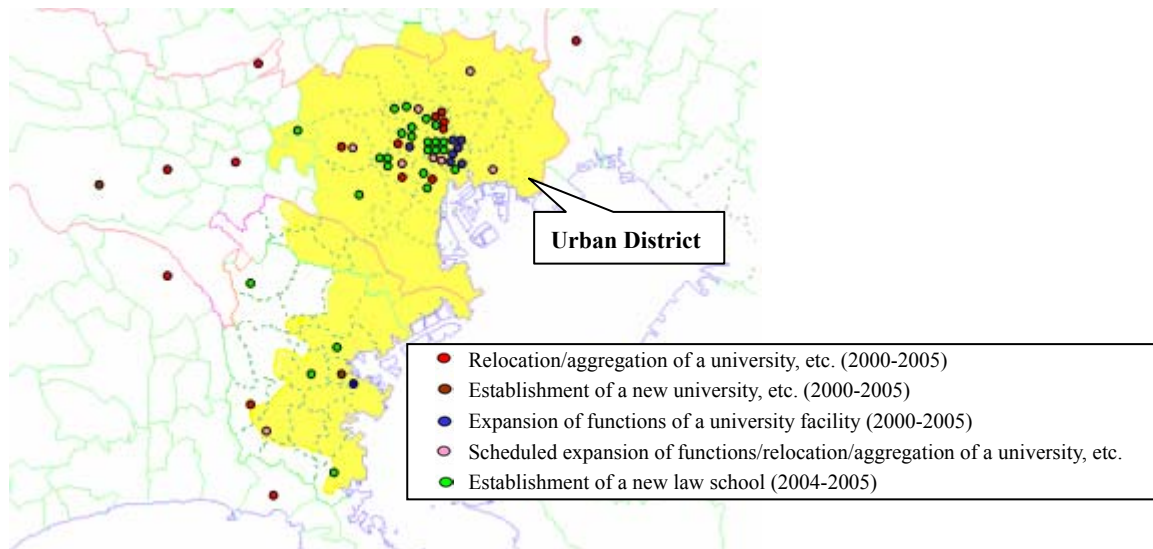 Urban District
Relocation/aggregation of a university, etc. (2000-2005)
Establishment of a new university, etc. (2000-2005)
Expansion of functions of a university facility (2000-2005)
Scheduled expansion of functions/relocation/aggregation of a university, etc.
Establishment of a new law school (2004-2005)